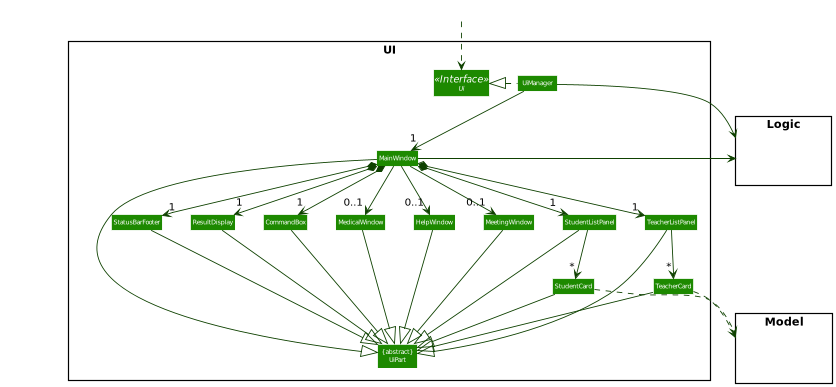 UI
«Interface»
Ui
UiManager
Logic
1
MainWindow
1
1
1
0..1
0..1
0..1
1
1
StatusBarFooter
ResultDisplay
CommandBox
MedicalWindow
HelpWindow
MeetingWindow
StudentListPanel
TeacherListPanel
*
*
StudentCard
TeacherCard
Model
{abstract}
UiPart